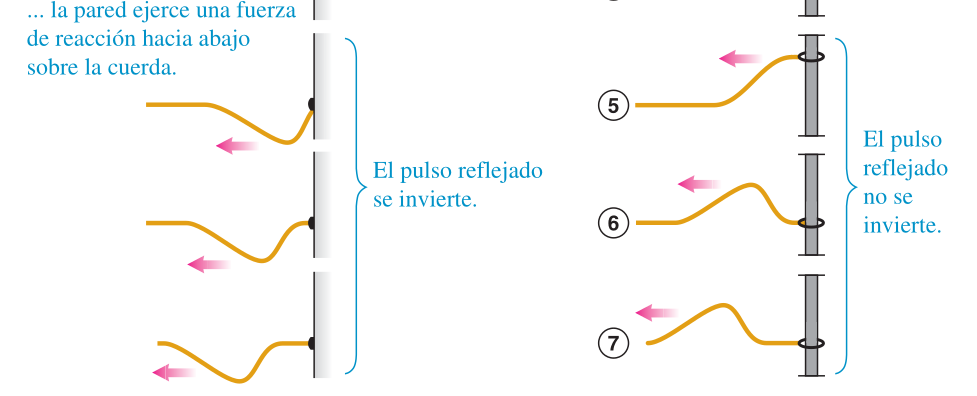 ... la pared ejerce una fuerza
de reacción hacia abajo
sobre la cuerda.
El pulso reflejado
se invierte.
5
6
7
El pulso
reflejado
no se
invierte.